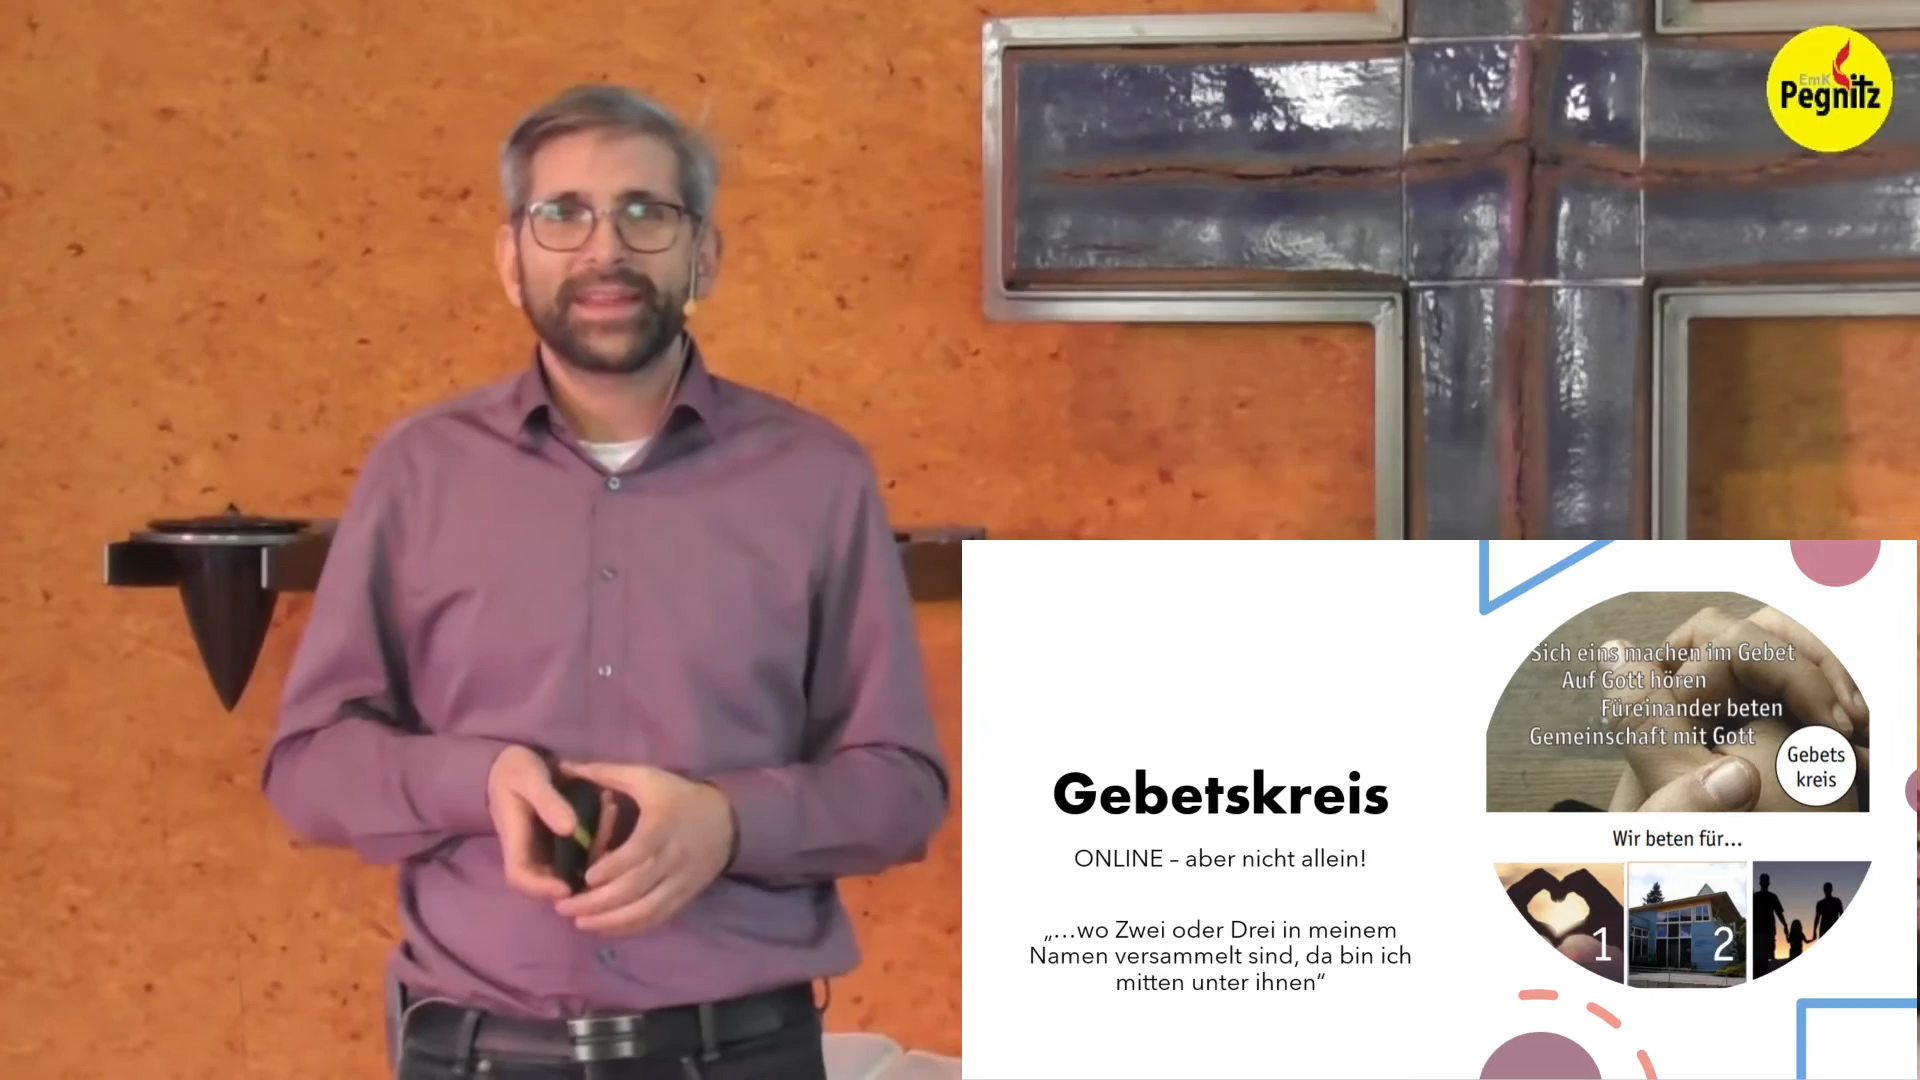 EmK
Pegnitz
Sich eins machen im Gebet
Auf Gott hören
Füreinander beten
Gemeinschaft mit Gott
Gebets
kreis
Wir beten für...
1
2
Gebetskreis
ONLINE – aber nicht allein!
„…wo Zwei oder Drei in meinem
Namen versammelt sind, da bin ich
mitten unter ihnen“